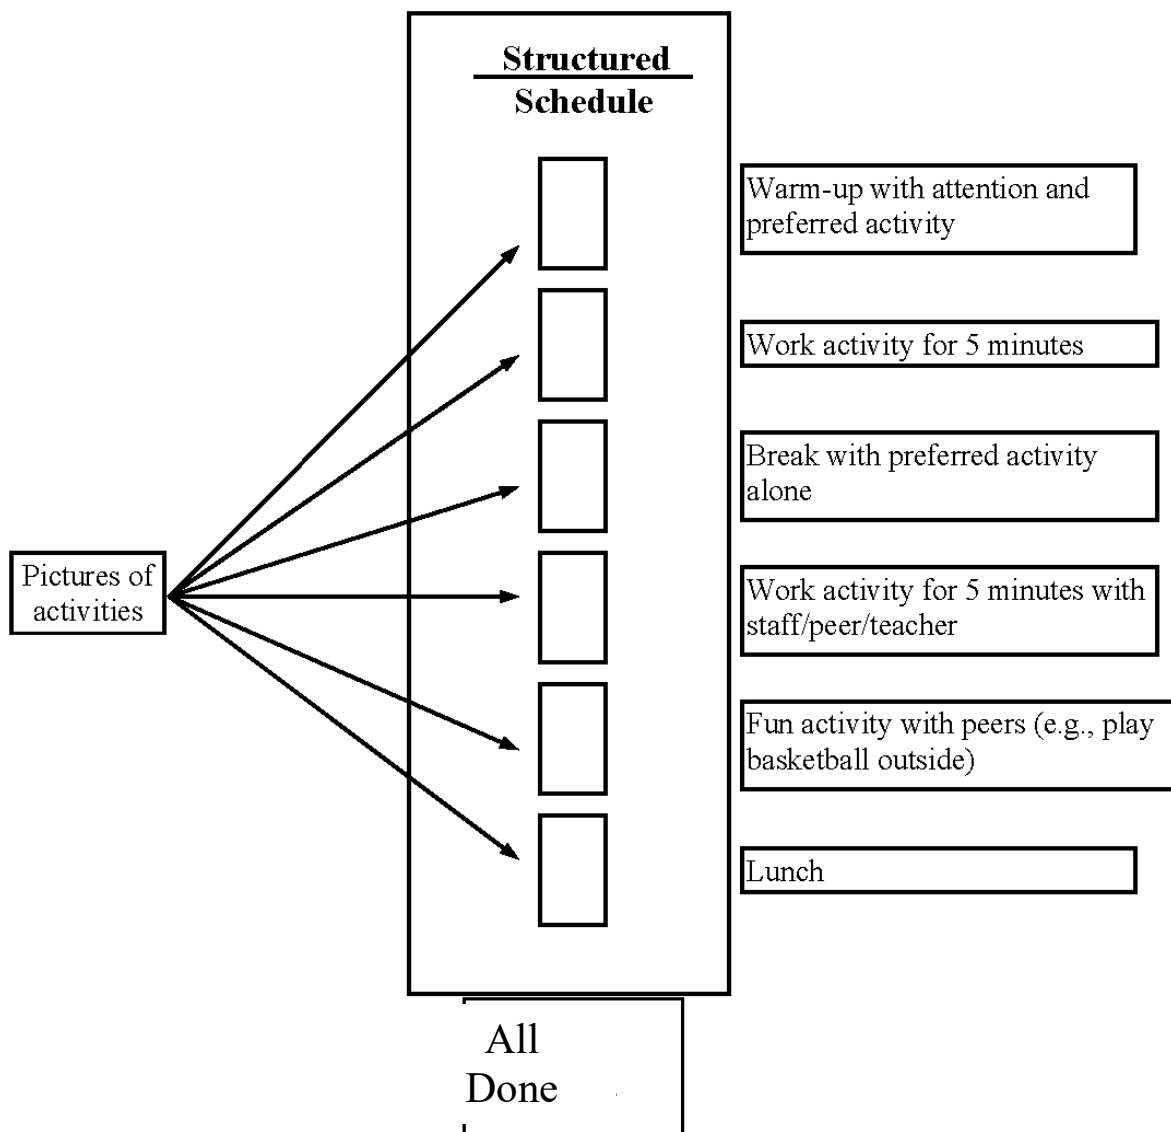 Structured
Schedule
Warm-up with attention and
preferred activity
Work activity for 5 minutes
Break with preferred activity
alone
Pictures of
activities
Work activity for 5 minutes with
staff/peer/teacher
Fun activity with peers (e.g., play
basketball outside)
Lunch
All
Done